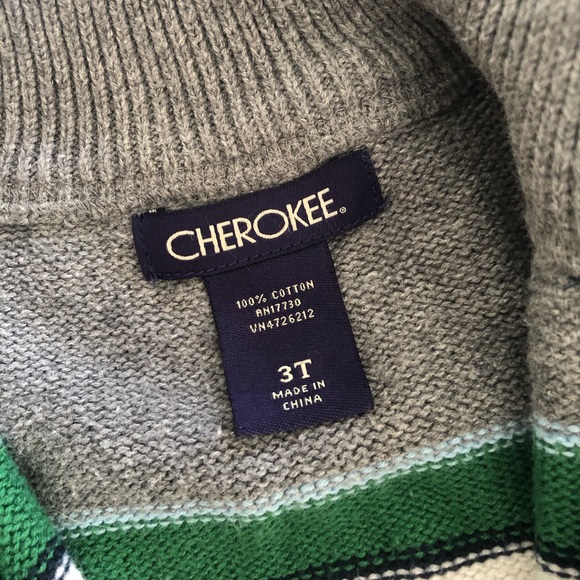 CHEROKEE®
100% COTTON
RN17730
VN4726212
3T
MADE IN
CHINA